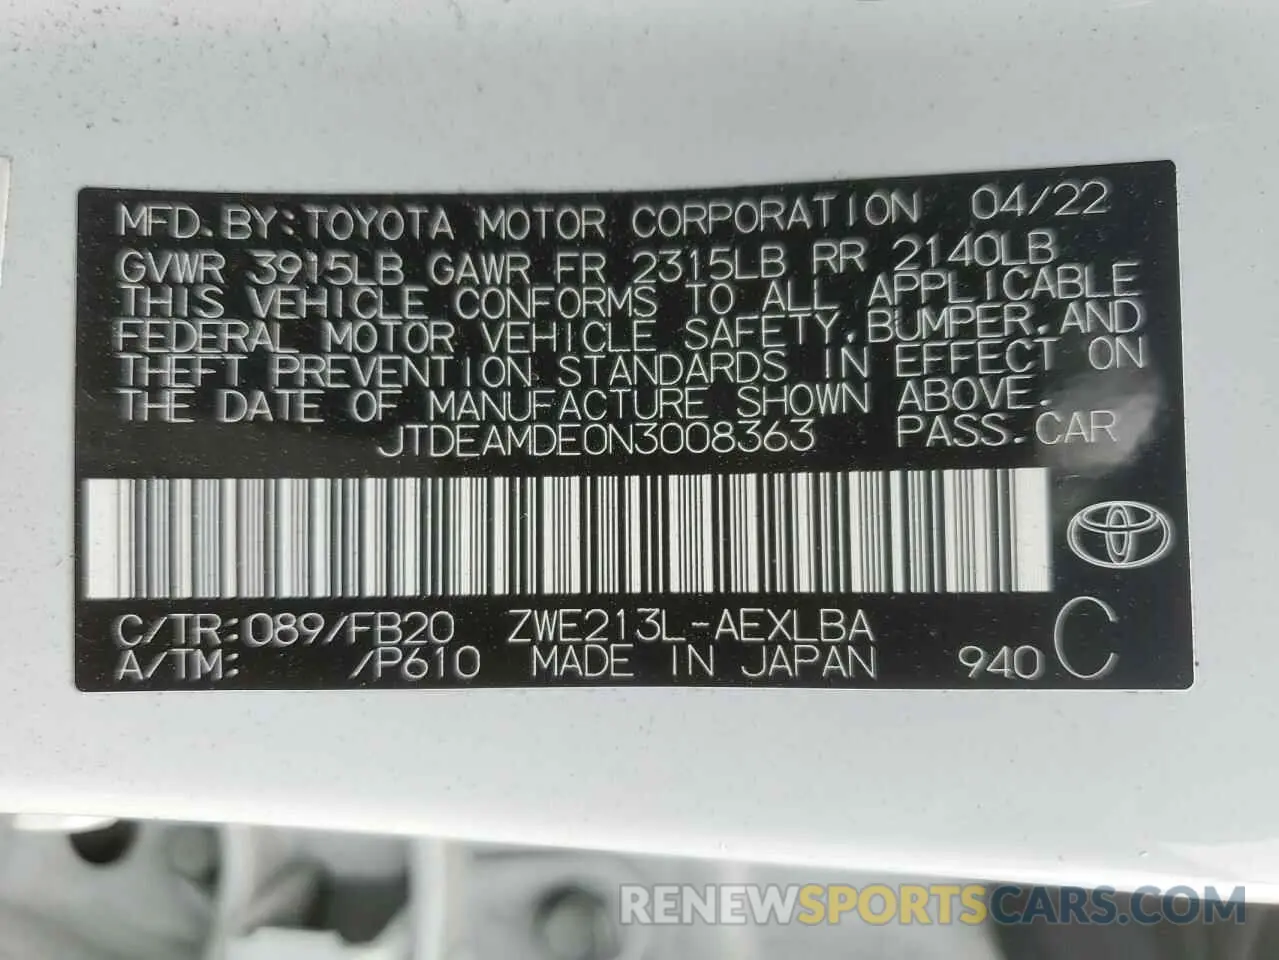 MFD. BY: TOYOTA MOTOR CORPORATION 04/22
GVWR 3915LB GAWR FR 2315LB RR 2140LB
THIS VEHICLE CONFORMS TO ALL APPLICABLE
FEDERAL MOTOR VEHICLE SAFETY, BUMPER, AND
THEFT PREVENTION STANDARDS IN EFFECT ON
THE DATE OF MANUFACTURE SHOWN ABOVE.
JTDEAMDE0N3008363 PASS. CAR
C/TR: 089/FB20 ZWE213L-AEXLBA
A/TM: /P610 MADE IN JAPAN 940 C
RENEWSPORTSCARS.COM